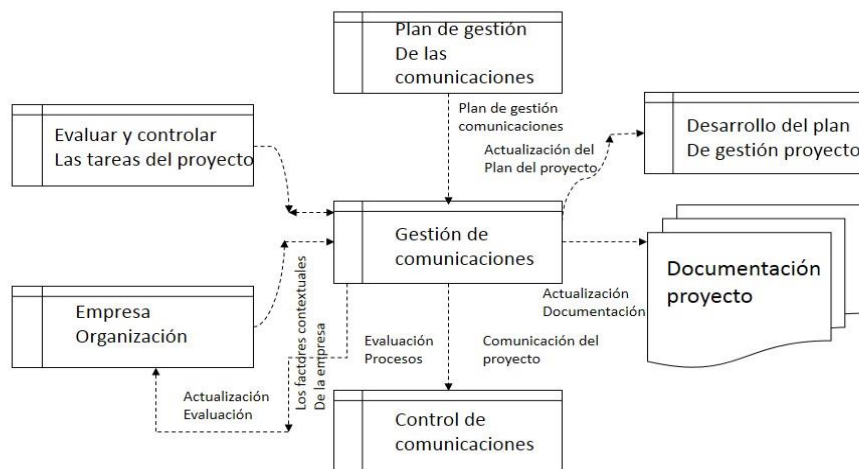 Plan de gestión
De las
comunicaciones
Plan de gestión
comunicaciones
Evaluar y controlar
Las tareas del proyecto
Actualización del
Plan del proyecto
Desarrollo del plan
De gestión proyecto
Gestión de
comunicaciones
Documentación
proyecto
Actualización
Documentación
Empresa
Organización
Los factores contextuales
De la empresa
Evaluación
Procesos
Comunicación del
proyecto
Actualización
Evaluación
Control de
comunicaciones